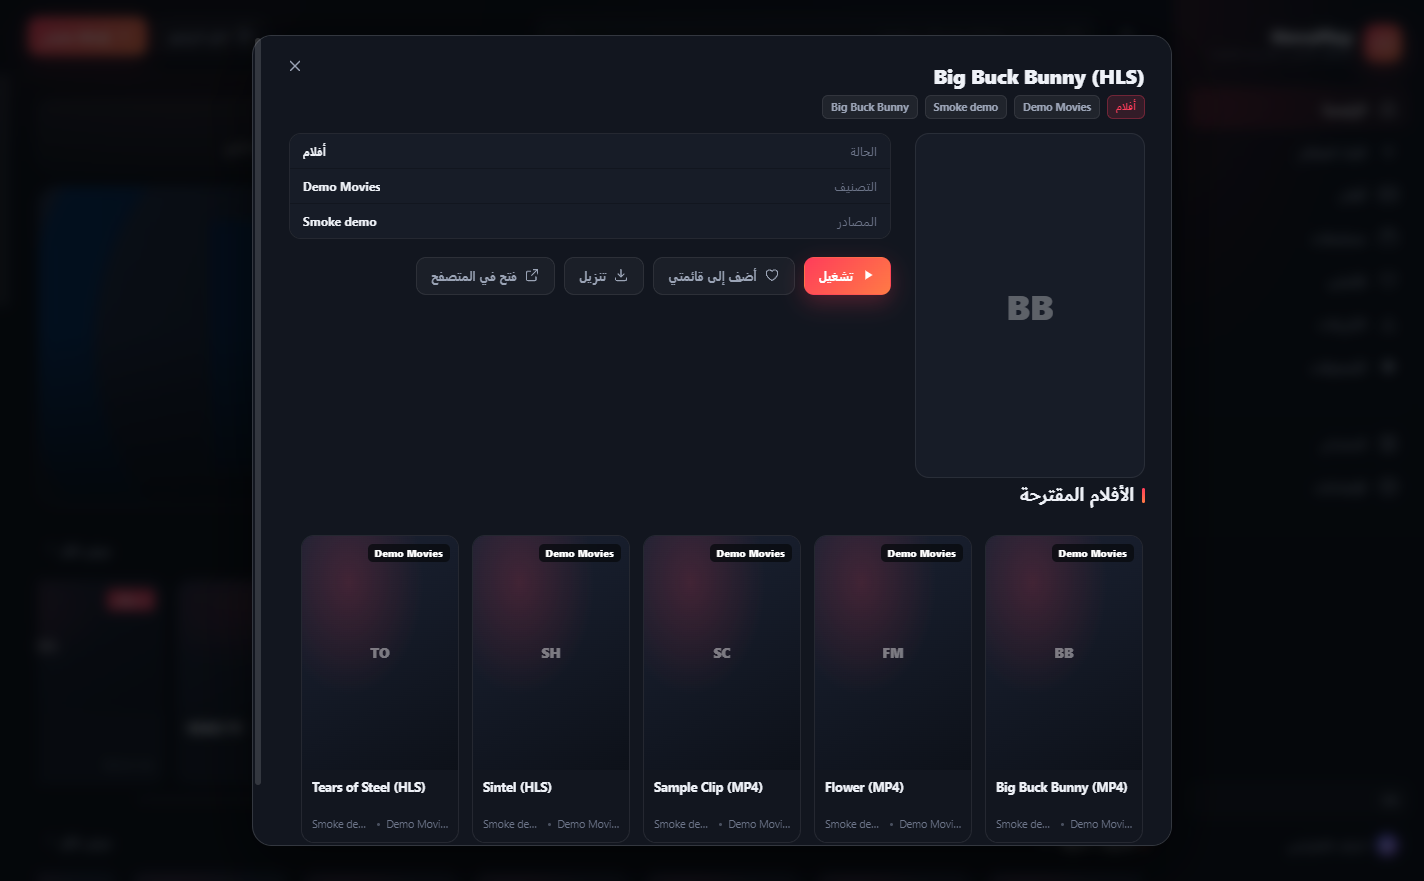 Big Buck Bunny (HLS)
أفلام
Demo Movies
Smoke demo
Big Buck Bunny
BB
الحالة
أفلام
التصنيف
Demo Movies
المصادر
Smoke demo
تشغيل
أضف إلى قائمتي
تنزيل
فتح في المتصفح
الأفلام المقترحة
Demo Movies
BB
Big Buck Bunny (MP4)
Smoke de... • Demo Movi...
Demo Movies
FM
Flower (MP4)
Smoke de... • Demo Movi...
Demo Movies
SC
Sample Clip (MP4)
Smoke de... • Demo Movi...
Demo Movies
SH
Sintel (HLS)
Smoke de... • Demo Movi...
Demo Movies
TO
Tears of Steel (HLS)
Smoke de... • Demo Movi...